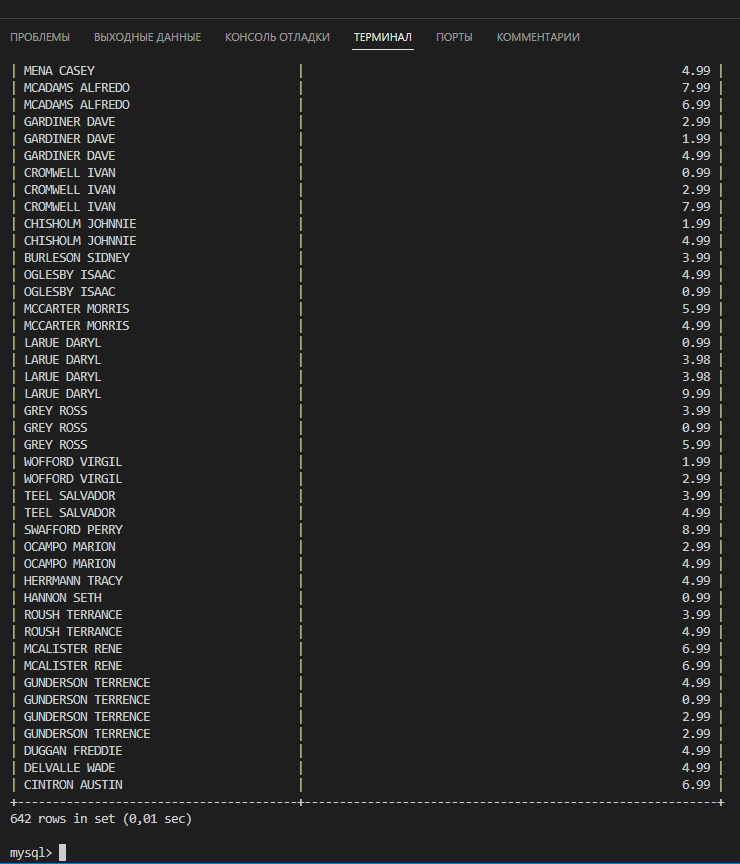 ПРОБЛЕМЫ ВЫХОДНЫЕ ДАННЫЕ КОНСОЛЬ ОТЛАДКИ ТЕРМИНАЛ ПОРТЫ КОММЕНТАРИИ
| MENA CASEY | 4.99 |
| MCADAMS ALFREDO | 7.99 |
| MCADAMS ALFREDO | 6.99 |
| GARDINER DAVE | 2.99 |
| GARDINER DAVE | 1.99 |
| GARDINER DAVE | 4.99 |
| CROMWELL IVAN | 0.99 |
| CROMWELL IVAN | 2.99 |
| CROMWELL IVAN | 7.99 |
| CHISHOLM JOHNNIE | 1.99 |
| CHISHOLM JOHNNIE | 4.99 |
| BURLESON SIDNEY | 3.99 |
| OGLESBY ISAAC | 4.99 |
| OGLESBY ISAAC | 0.99 |
| MCCARTER MORRIS | 5.99 |
| MCCARTER MORRIS | 4.99 |
| LARUE DARYL | 0.99 |
| LARUE DARYL | 3.98 |
| LARUE DARYL | 3.98 |
| LARUE DARYL | 9.99 |
| GREY ROSS | 3.99 |
| GREY ROSS | 0.99 |
| GREY ROSS | 5.99 |
| WOFFORD VIRGIL | 1.99 |
| WOFFORD VIRGIL | 2.99 |
| TEEL SALVADOR | 3.99 |
| TEEL SALVADOR | 4.99 |
| SWAFFORD PERRY | 8.99 |
| OCAMPO MARION | 2.99 |
| OCAMPO MARION | 4.99 |
| HERRMANN TRACY | 4.99 |
| HANNON SETH | 0.99 |
| ROUSH TERRANCE | 3.99 |
| ROUSH TERRANCE | 4.99 |
| MCALISTER RENE | 6.99 |
| MCALISTER RENE | 6.99 |
| GUNDERSON TERRENCE | 4.99 |
| GUNDERSON TERRENCE | 0.99 |
| GUNDERSON TERRENCE | 2.99 |
| GUNDERSON TERRENCE | 2.99 |
| DUGGAN FREDDIE | 4.99 |
| DELVALLE WADE | 4.99 |
| CINTRON AUSTIN | 6.99 |
+----------------------------------------+-----------------------------------------------------------+
642 rows in set (0,01 sec)
mysql>